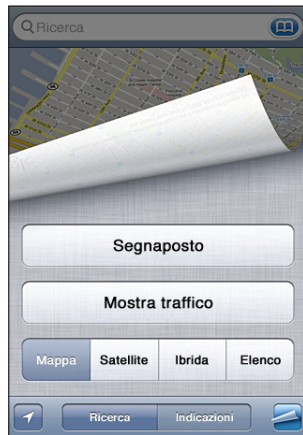 Ricerca
Segnaposto
Mostra traffico
Mappa Satellite Ibrida Elenco
Ricerca Indicazioni